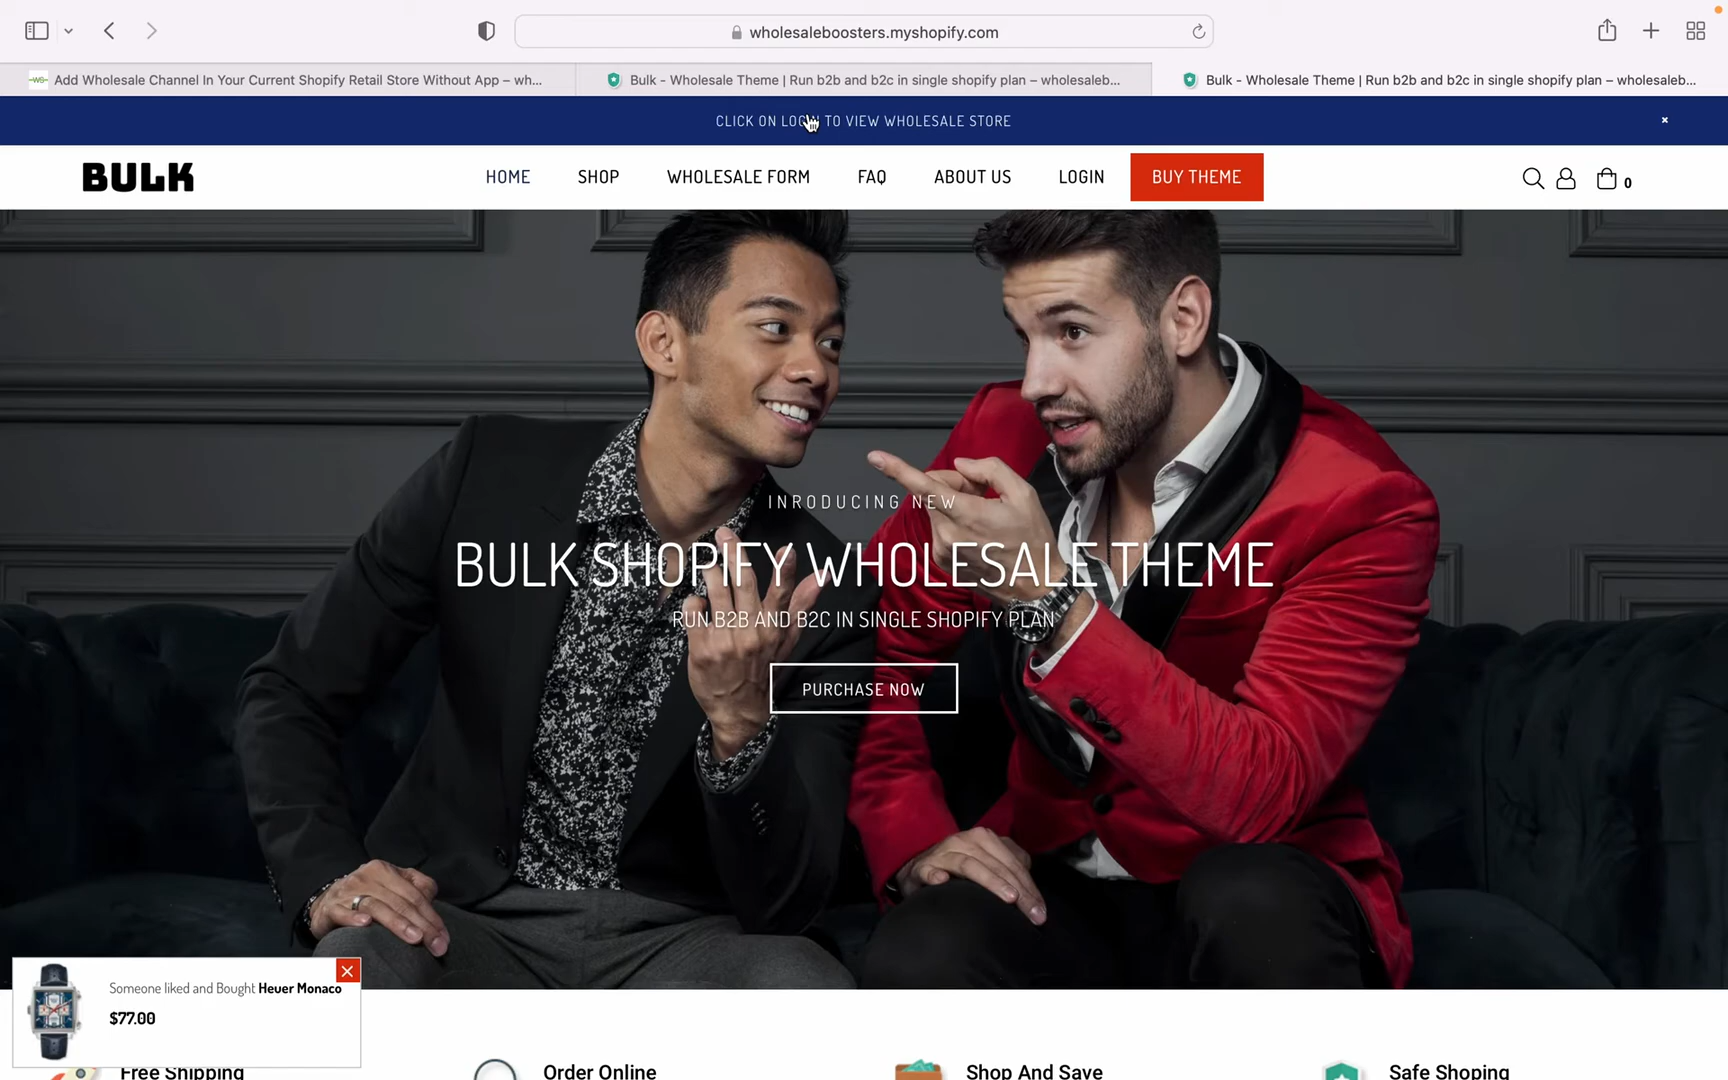 wholesaleboosters.myshopify.com
Add Wholesale Channel In Your Current Shopify Retail Store Without App – wh...
Bulk - Wholesale Theme | Run b2b and b2c in single shopify plan – wholesaleb...
Bulk - Wholesale Theme | Run b2b and b2c in single shopify plan – wholesaleb...
CLICK ON LOGIN TO VIEW WHOLESALE STORE
BULK
HOME
SHOP
WHOLESALE FORM
FAQ
ABOUT US
LOGIN
BUY THEME
0
INRODUCING NEW
BULK SHOPIFY WHOLESALE THEME
RUN B2B AND B2C IN SINGLE SHOPIFY PLAN
PURCHASE NOW
Someone liked and Bought Heuer Monaco
$77.00
Free Shipping
Order Online
Shop And Save
Safe Shoping